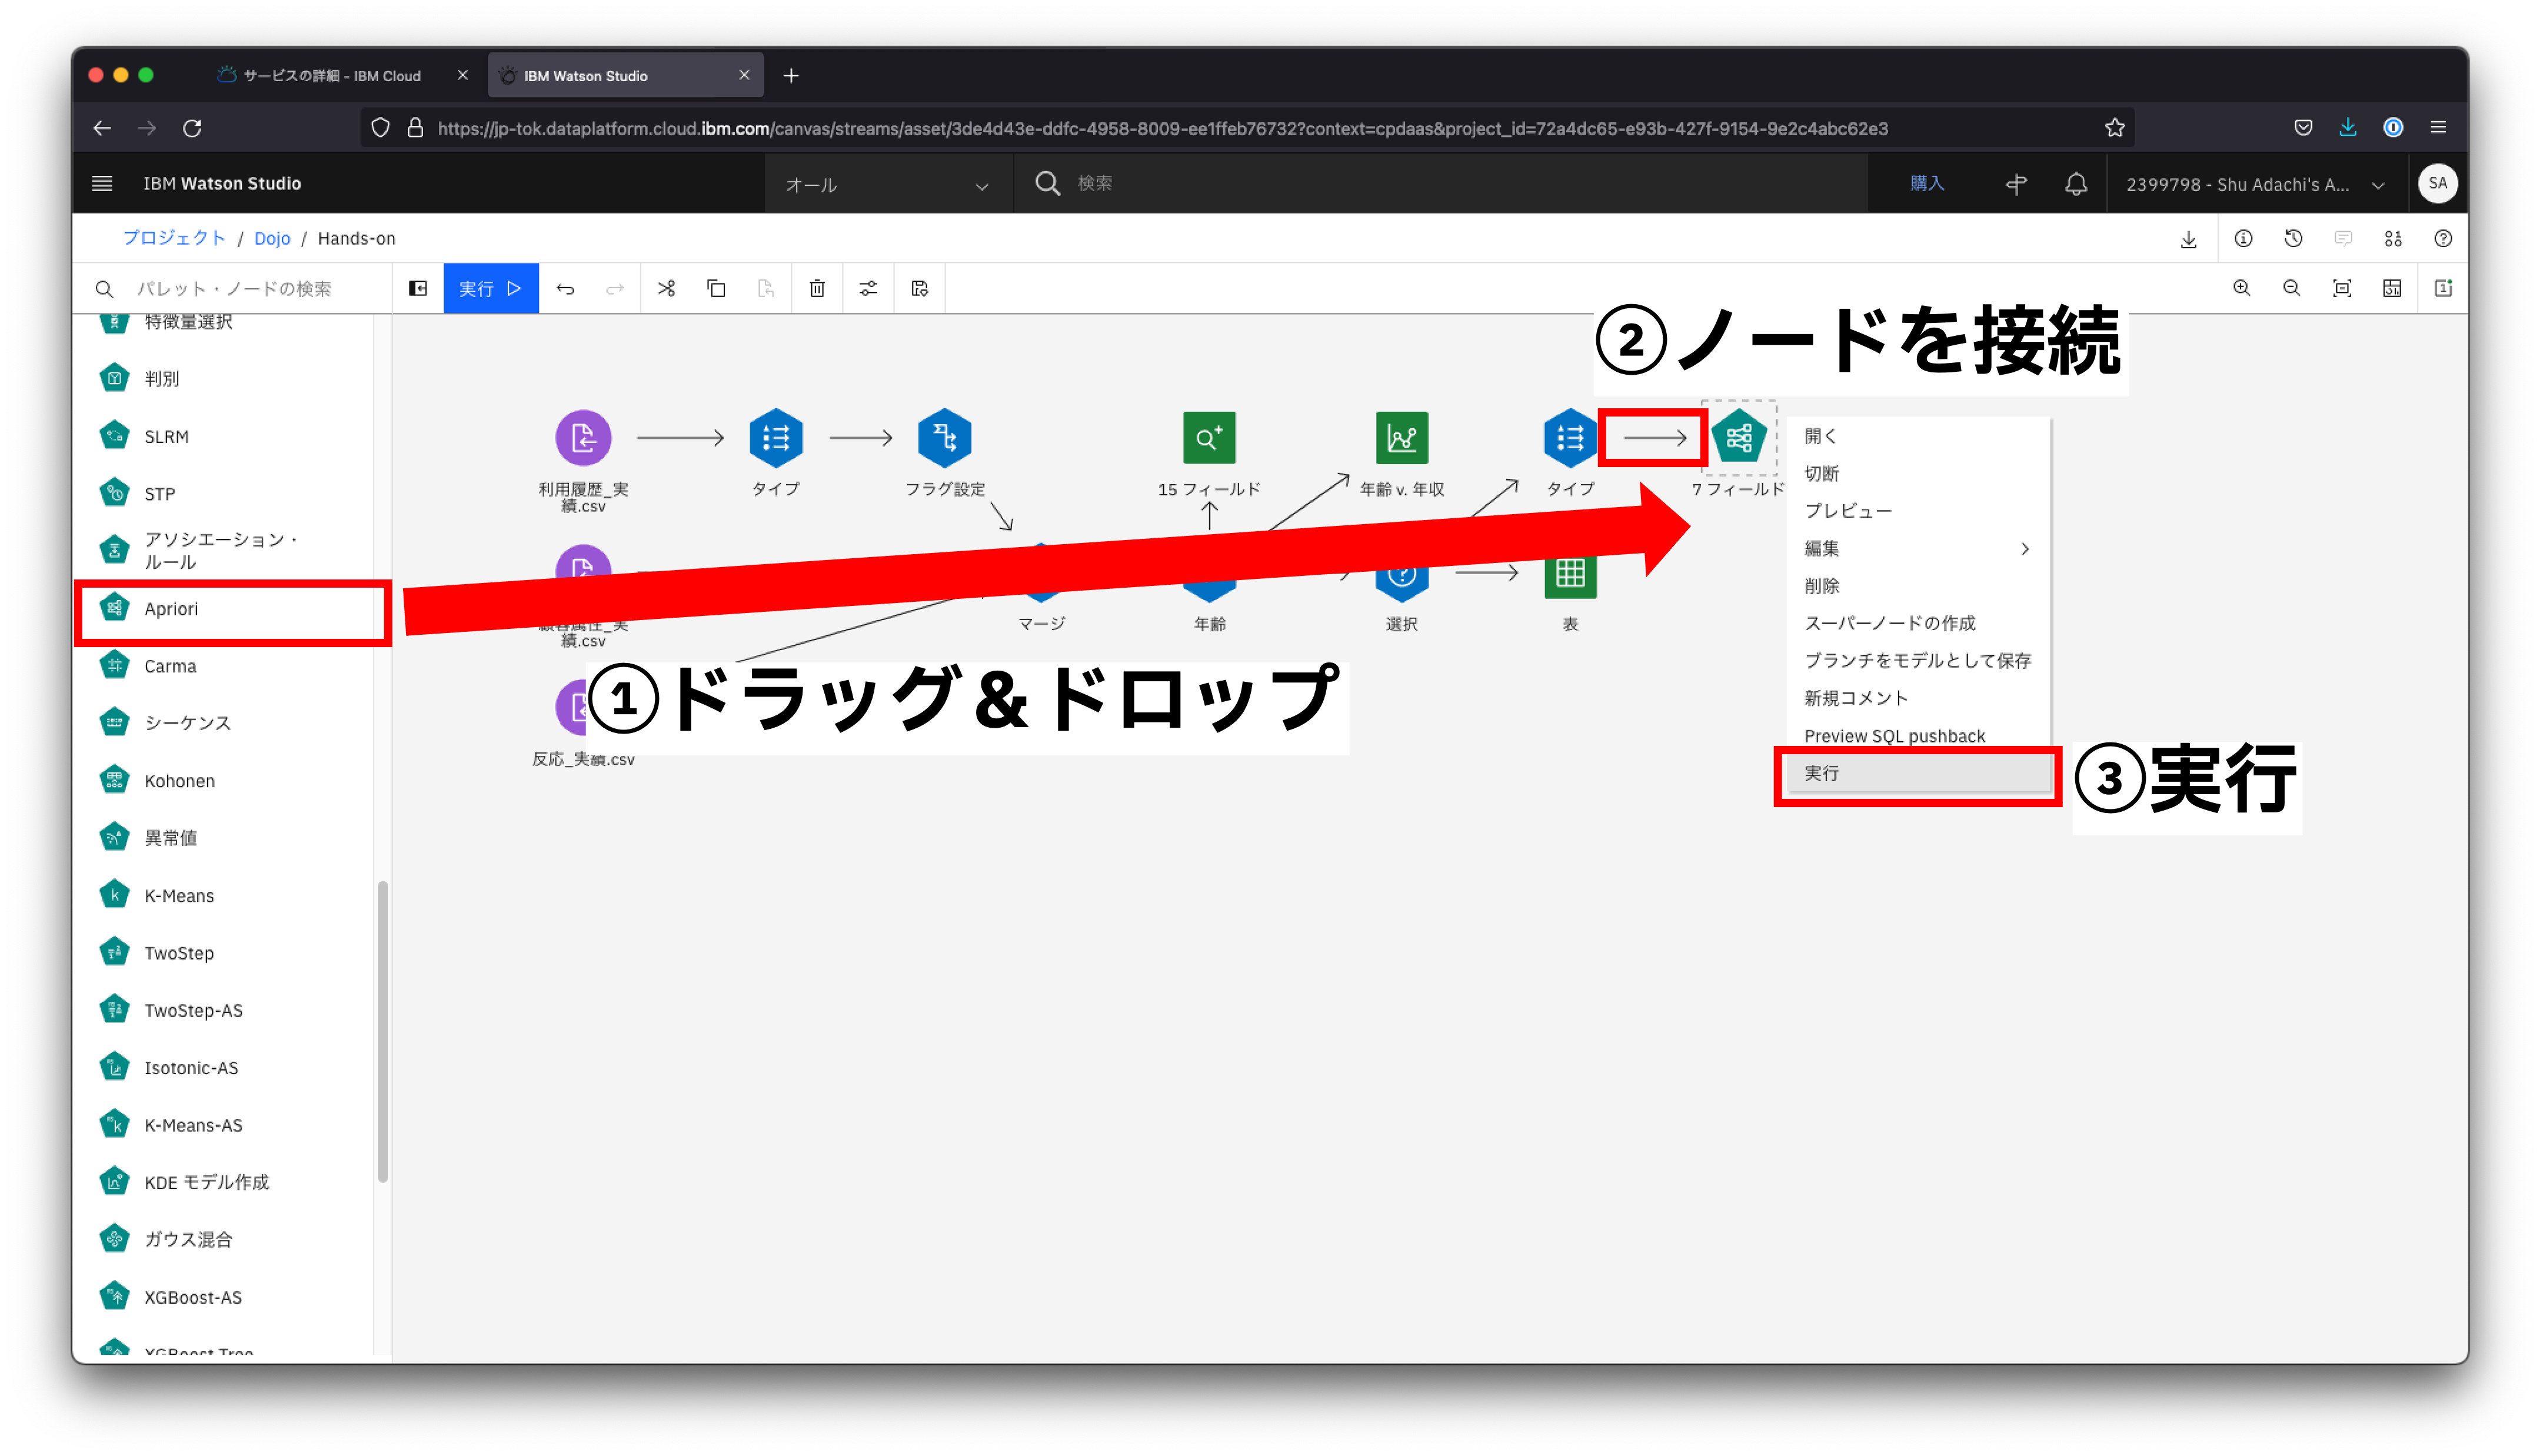 サービスの詳細 - IBM Cloud
IBM Watson Studio
https://jp-tok.dataplatform.cloud.ibm.com/canvas/streams/asset/3de4d43e-ddfc-4958-8009-ee1ffeb76732?context=cpdaas&project_id=72a4dc65-e93b-427f-9154-9e2c4abc62e3
IBM Watson Studio
オール
検索
購入
2399798 - Shu Adachi's A...
SA
プロジェクト / Dojo / Hands-on
パレット・ノードの検索
実行
特徴量選択
判別
SLRM
STP
アソシエーション・
ルール
Apriori
Carma
シーケンス
Kohonen
異常値
K-Means
TwoStep
TwoStep-AS
Isotonic-AS
K-Means-AS
KDE モデル作成
ガウス混合
XGBoost-AS
XGBoost Tree
②ノードを接続
利用履歴_実
績.csv
タイプ
フラグ設定
15 フィールド
年齢 v. 年収
タイプ
7 フィールド
顧客属性_実
績.csv
マージ
年齢
選択
表
①ドラッグ＆ドロップ
反応_実績.csv
開く
切断
プレビュー
編集
削除
スーパーノードの作成
ブランチをモデルとして保存
新規コメント
Preview SQL pushback
実行
③実行